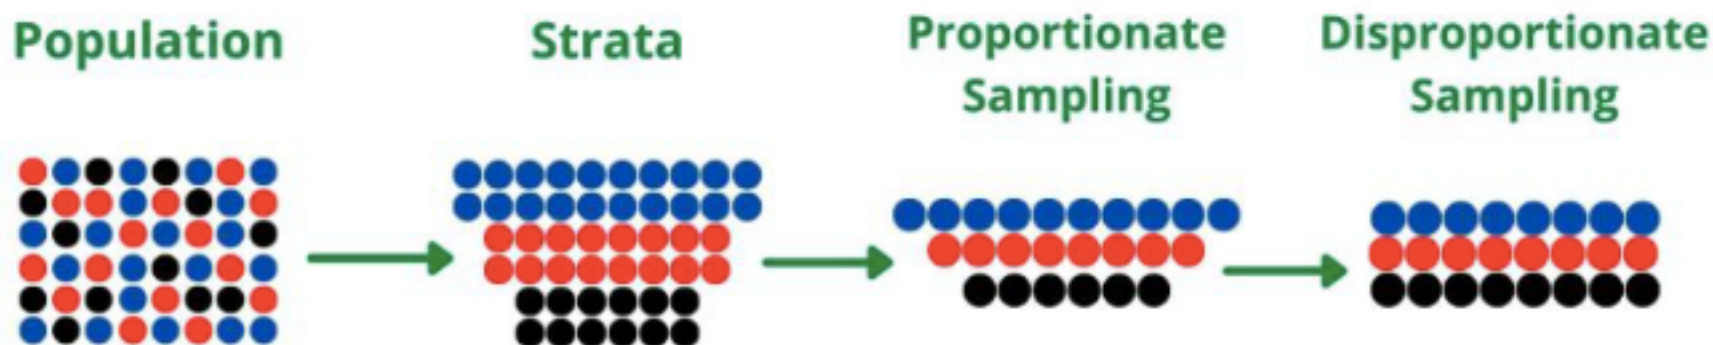 Population
Strata
Proportionate
Sampling
Disproportionate
Sampling